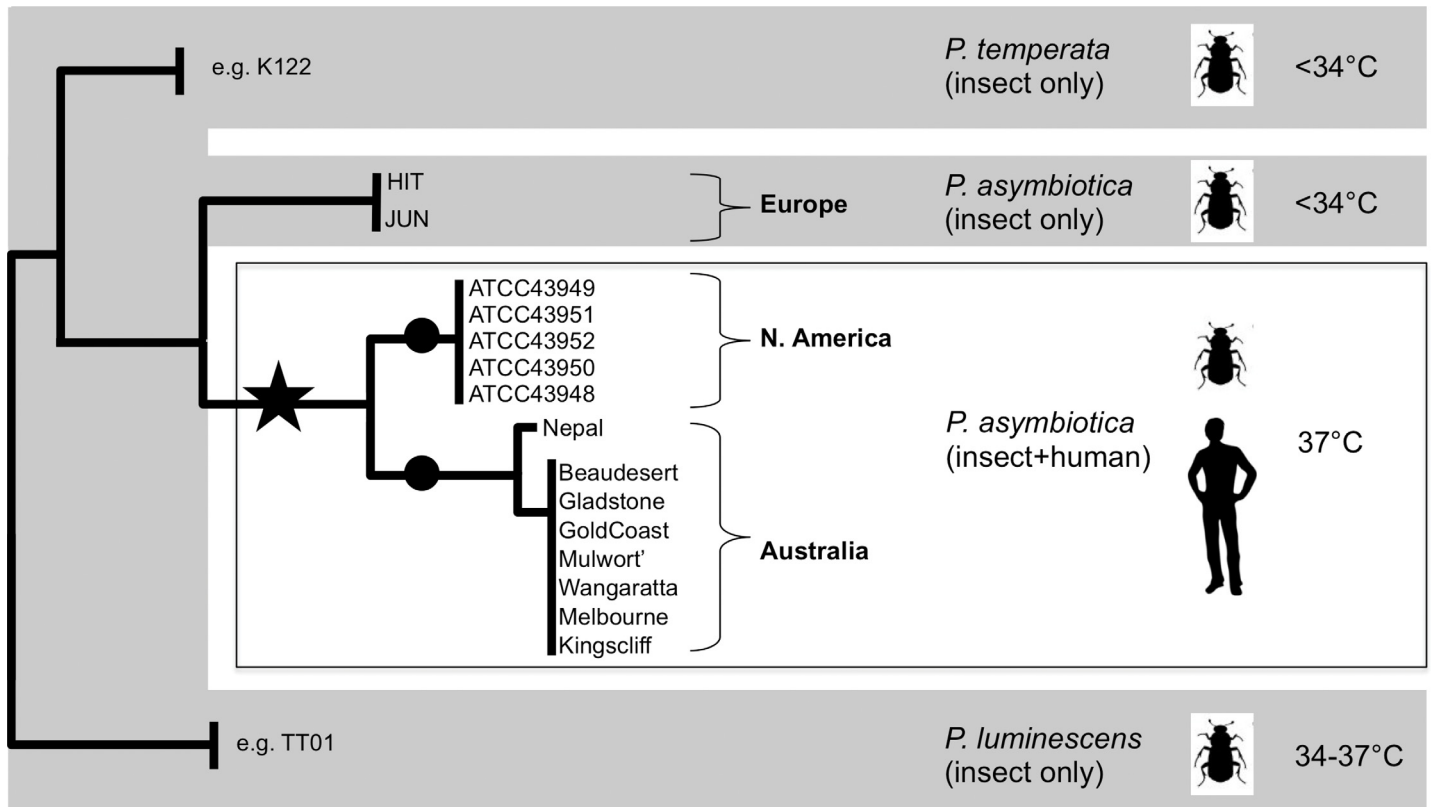 e.g. K122
P. temperata
(insect only)
<34°C
HIT
JUN
Europe
P. asymbiotica
(insect only)
<34°C
ATCC43949
ATCC43951
ATCC43952
ATCC43950
ATCC43948
N. America
Nepal
Beaudesert
Gladstone
GoldCoast
Mulwort’
Wangaratta
Melbourne
Kingscliff
Australia
P. asymbiotica
(insect+human)
37°C
e.g. TT01
P. luminescens
(insect only)
34-37°C